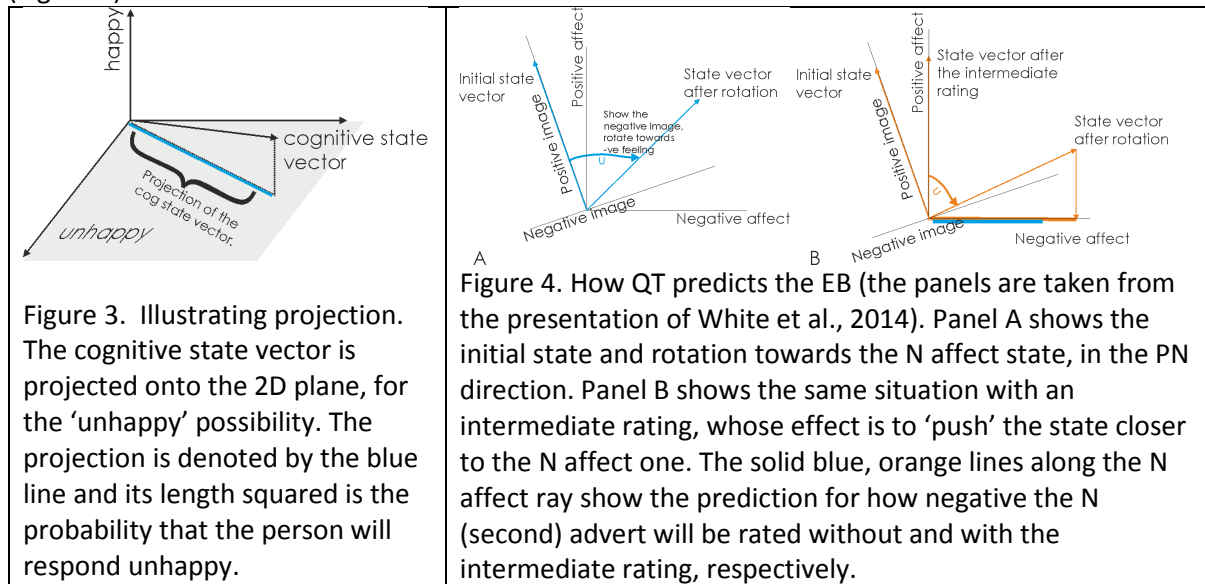 happy
cognitive state
vector
Projection of the
cog state vector.
unhappy
Figure 3. Illustrating projection.
The cognitive state vector is
projected onto the 2D plane, for
the ‘unhappy’ possibility. The
projection is denoted by the blue
line and its length squared is the
probability that the person will
respond unhappy.
Initial state
vector
Positive image
Positive affect
Show the
negative Image,
rotate towards
-ve feeling
U
State vector
after rotation
Negative image
Negative affect
A
Initial state
vector
Positive image
Positive affect
State vector after
the intermediate
rating
U
State vector
after rotation
Negative image
Negative affect
B
Figure 4. How QT predicts the EB (the panels are taken from
the presentation of White et al., 2014). Panel A shows the
initial state and rotation towards the N affect state, in the PN
direction. Panel B shows the same situation with an
intermediate rating, whose effect is to ‘push’ the state closer
to the N affect one. The solid blue, orange lines along the N
affect ray show the prediction for how negative the N
(second) advert will be rated without and with the
intermediate rating, respectively.